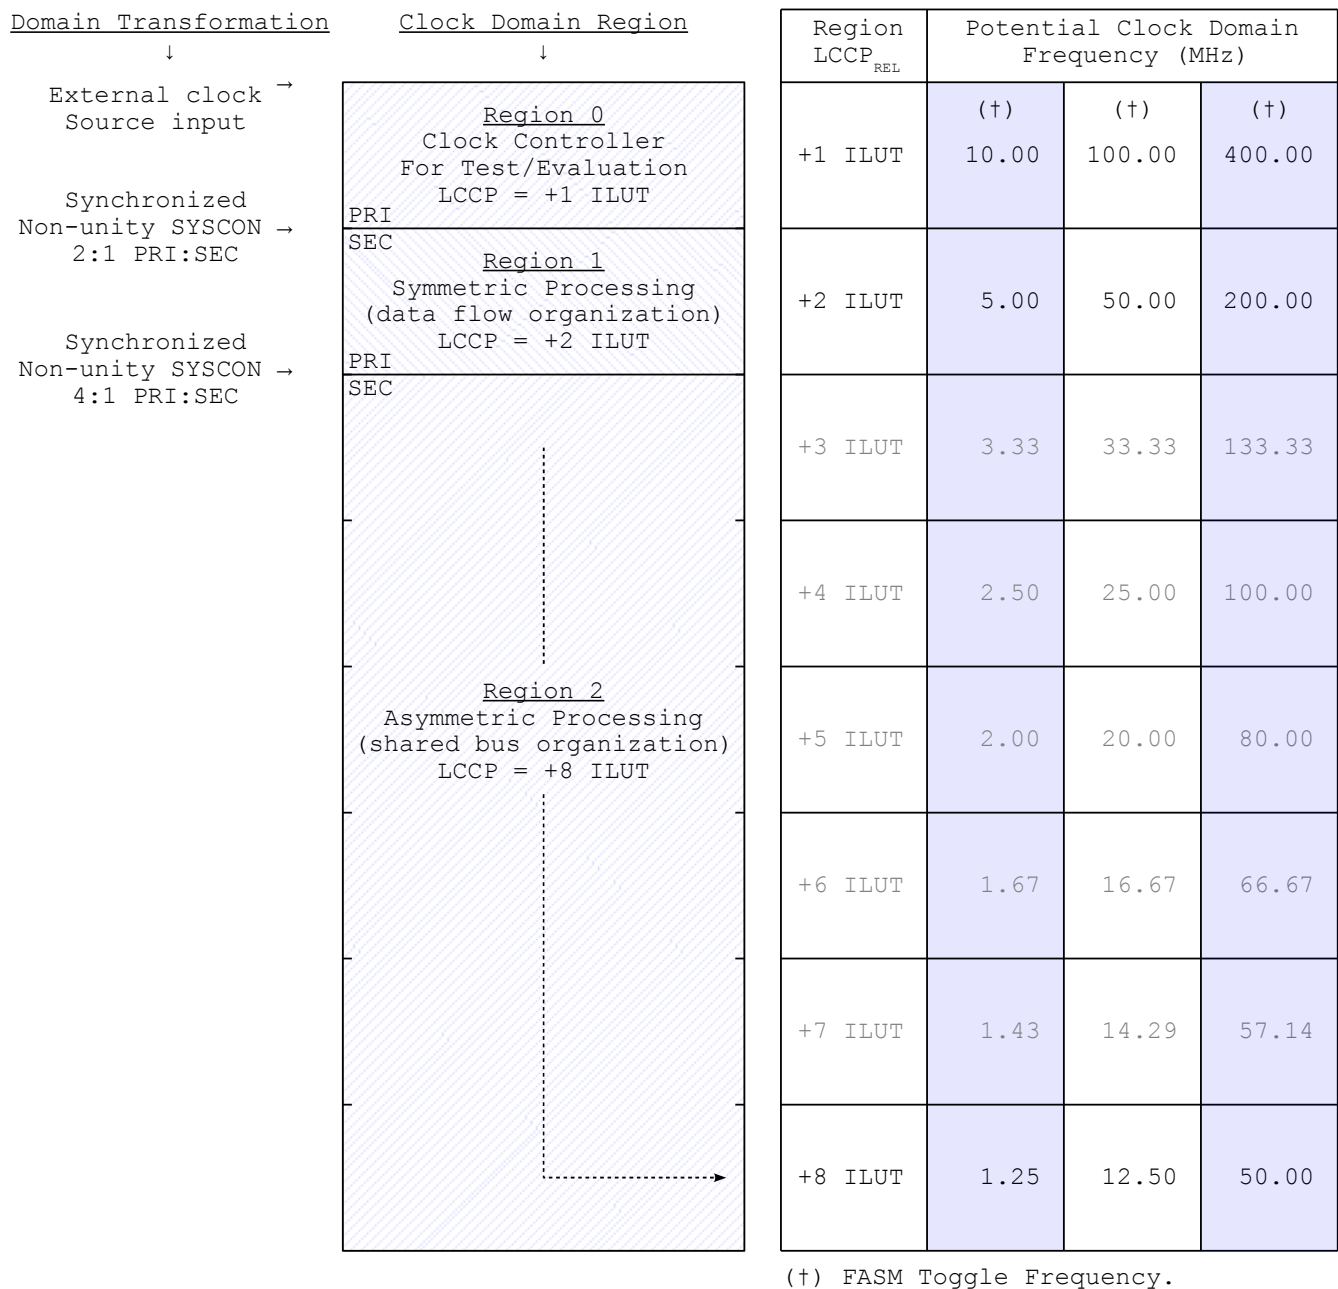 Domain Transformation
↓
External clock →
Source input
Synchronized
Non-unity SYSCON →
2:1 PRI:SEC
Synchronized
Non-unity SYSCON →
4:1 PRI:SEC
Clock Domain Region
↓
Region 0
Clock Controller
For Test/Evaluation
LCCP = +1 ILUT
PRI
SEC
Region 1
Symmetric Processing
(data flow organization)
LCCP = +2 ILUT
PRI
SEC
Region 2
Asymmetric Processing
(shared bus organization)
LCCP = +8 ILUT
Region
LCCP REL
Potential Clock Domain
Frequency (MHz)
(†) (†) (†)
+1 ILUT 10.00 100.00 400.00
+2 ILUT 5.00 50.00 200.00
+3 ILUT 3.33 33.33 133.33
+4 ILUT 2.50 25.00 100.00
+5 ILUT 2.00 20.00 80.00
+6 ILUT 1.67 16.67 66.67
+7 ILUT 1.43 14.29 57.14
+8 ILUT 1.25 12.50 50.00
(†) FASM Toggle Frequency.